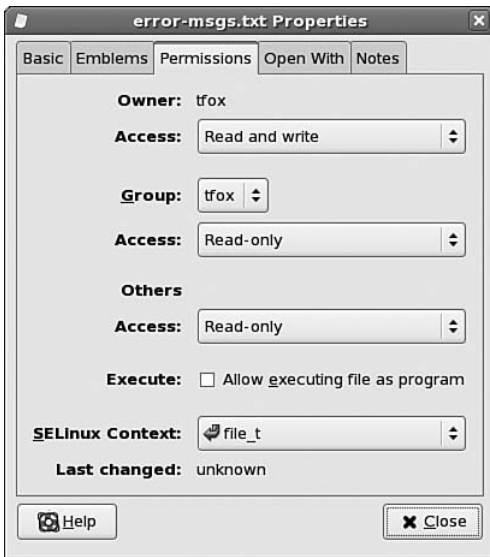 error-msgs.txt Properties
Basic Emblems Permissions Open With Notes
Owner: tfox
Access: Read and write
Group: tfox
Access: Read-only
Others
Access: Read-only
Execute: Allow executing file as program
SELinux Context: file_t
Last changed: unknown
Help Close